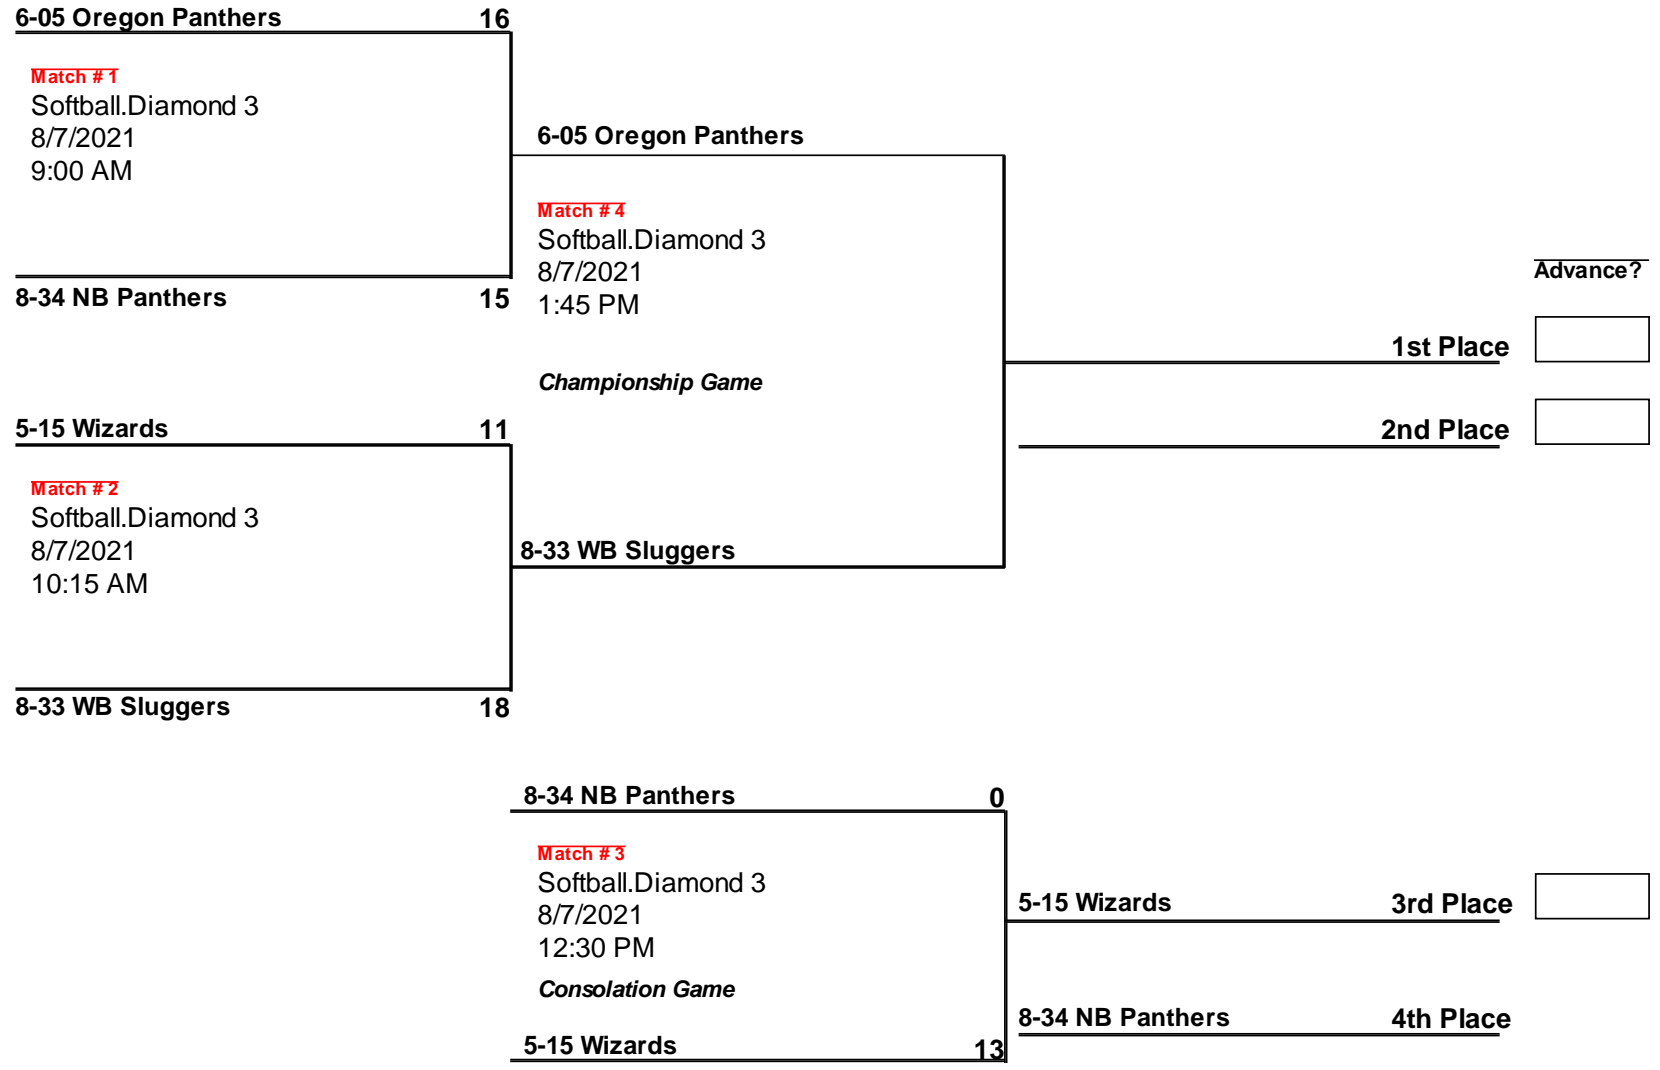 6-05 Oregon Panthers 16
Match # 1
Softball.Diamond 3
8/7/2021
9:00 AM
8-34 NB Panthers 15
6-05 Oregon Panthers
Match # 4
Softball.Diamond 3
8/7/2021
1:45 PM
Championship Game
Advance?
1st Place
2nd Place
5-15 Wizards 11
Match # 2
Softball.Diamond 3
8/7/2021
10:15 AM
8-33 WB Sluggers
8-33 WB Sluggers 18
8-34 NB Panthers 0
Match # 3
Softball.Diamond 3
8/7/2021
12:30 PM
Consolation Game
5-15 Wizards 13
5-15 Wizards 3rd Place
8-34 NB Panthers 4th Place